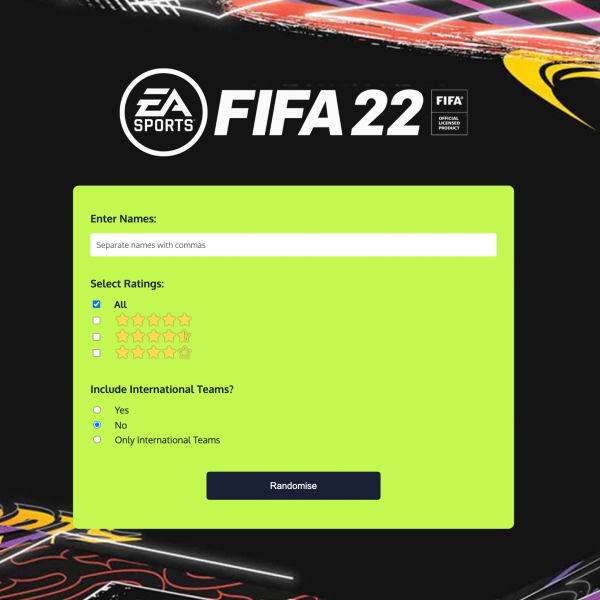 EA
SPORTS
FIFA 22
FIFA
OFFICIAL
LICENSED
PRODUCT
Enter Names:
Separate names with commas
Select Ratings:
All
Include International Teams?
Yes
No
Only International Teams
Randomise